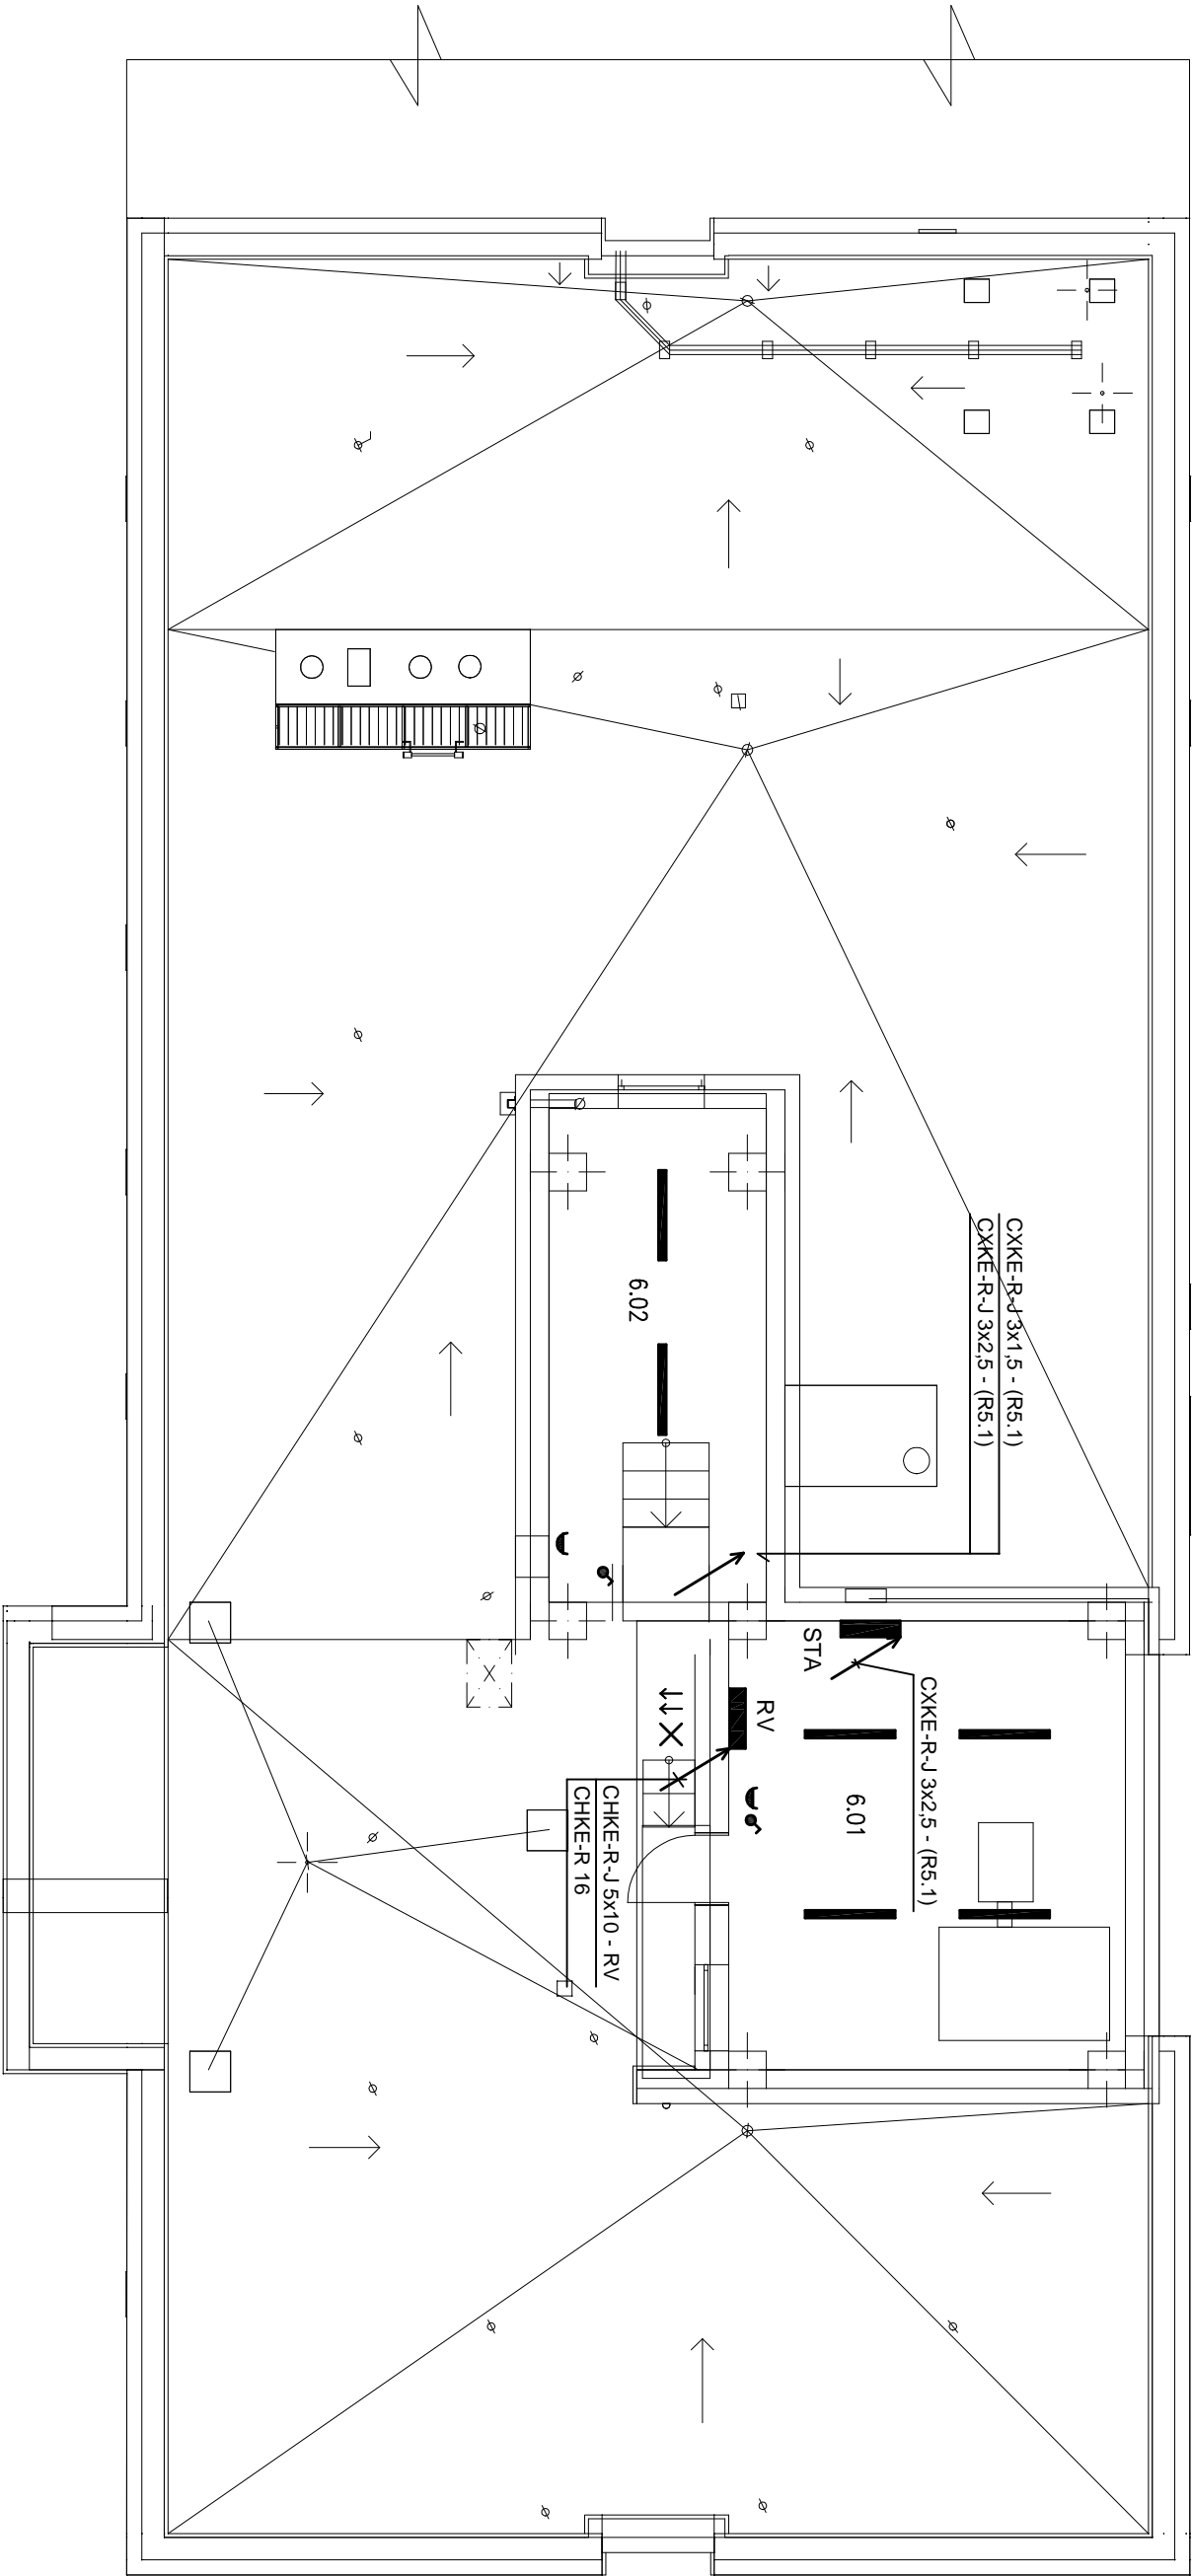 CXKE-R-J 3x1,5 - (R5.1)
CXKE-R-J 3x2,5 - (R5.1)
6.02
STA
CXKE-R-J 3x2,5 - (R5.1)
RV
6.01
CHKE-R-J 5x10 - RV
CHKE-R 16